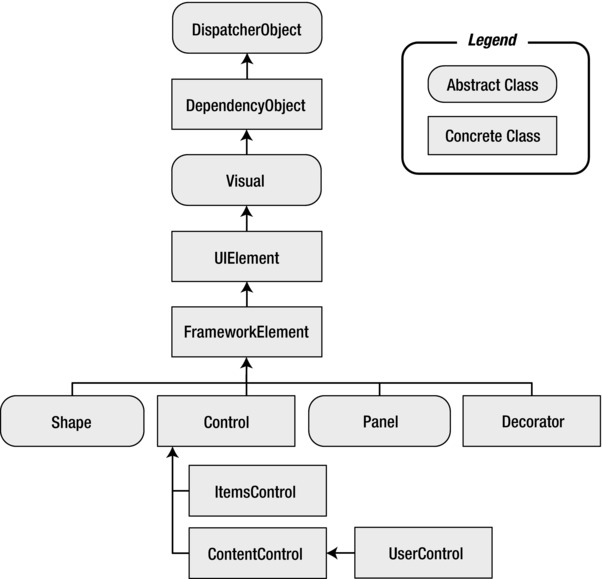 DispatcherObject
Legend
Abstract Class
Concrete Class
DependencyObject
Visual
UIElement
FrameworkElement
Shape
Control
Panel
Decorator
ItemsControl
ContentControl
UserControl